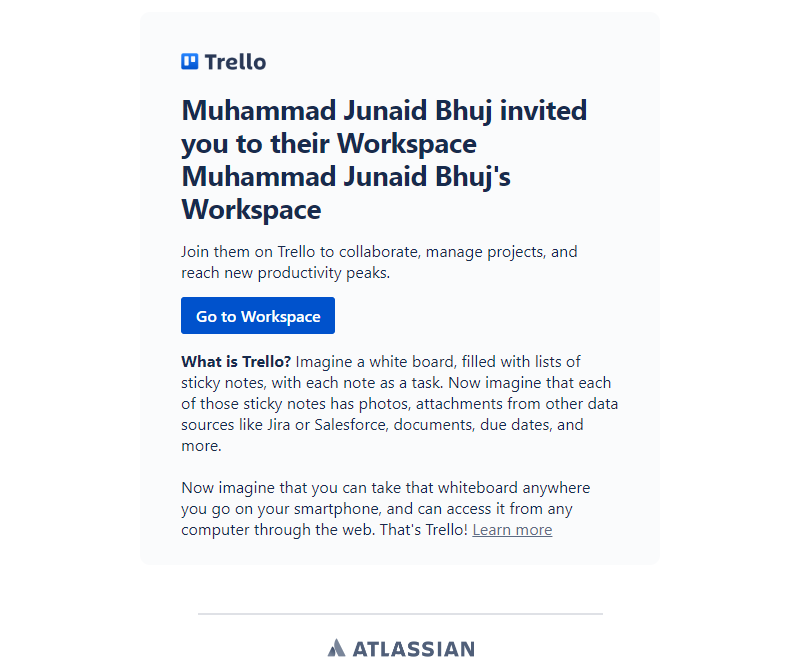 Trello
Muhammad Junaid Bhuj invited
you to their Workspace
Muhammad Junaid Bhuj's
Workspace
Join them on Trello to collaborate, manage projects, and
reach new productivity peaks.
Go to Workspace
What is Trello? Imagine a white board, filled with lists of
sticky notes, with each note as a task. Now imagine that each
of those sticky notes has photos, attachments from other data
sources like Jira or Salesforce, documents, due dates, and
more.
Now imagine that you can take that whiteboard anywhere
you go on your smartphone, and can access it from any
computer through the web. That's Trello! Learn more
ATLASSIAN